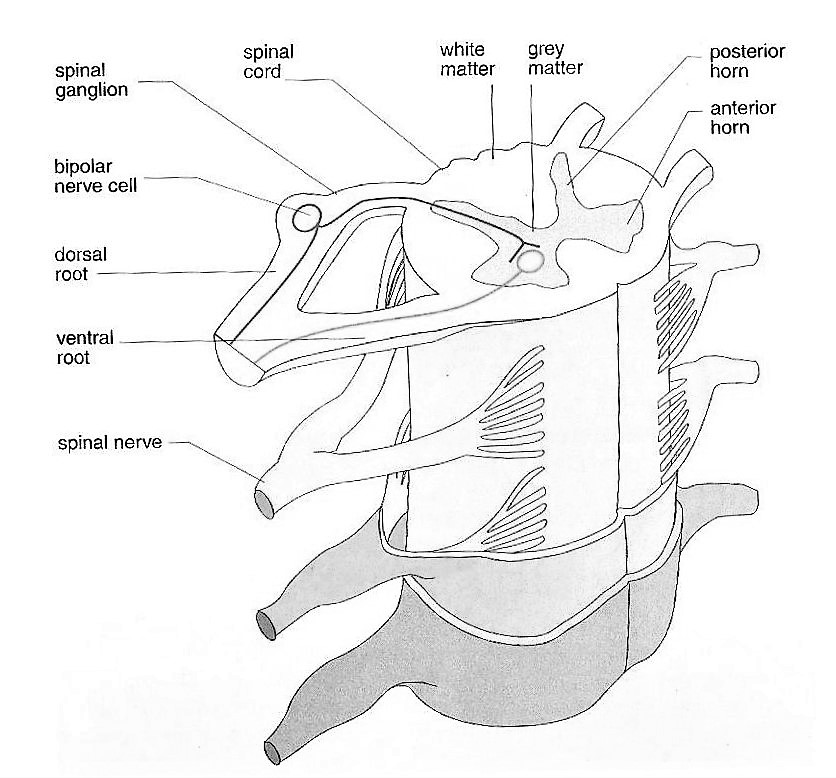 spinal
ganglion
spinal
cord
white
matter
grey
matter
posterior
horn
anterior
horn
bipolar
nerve cell
dorsal
root
ventral
root
spinal nerve